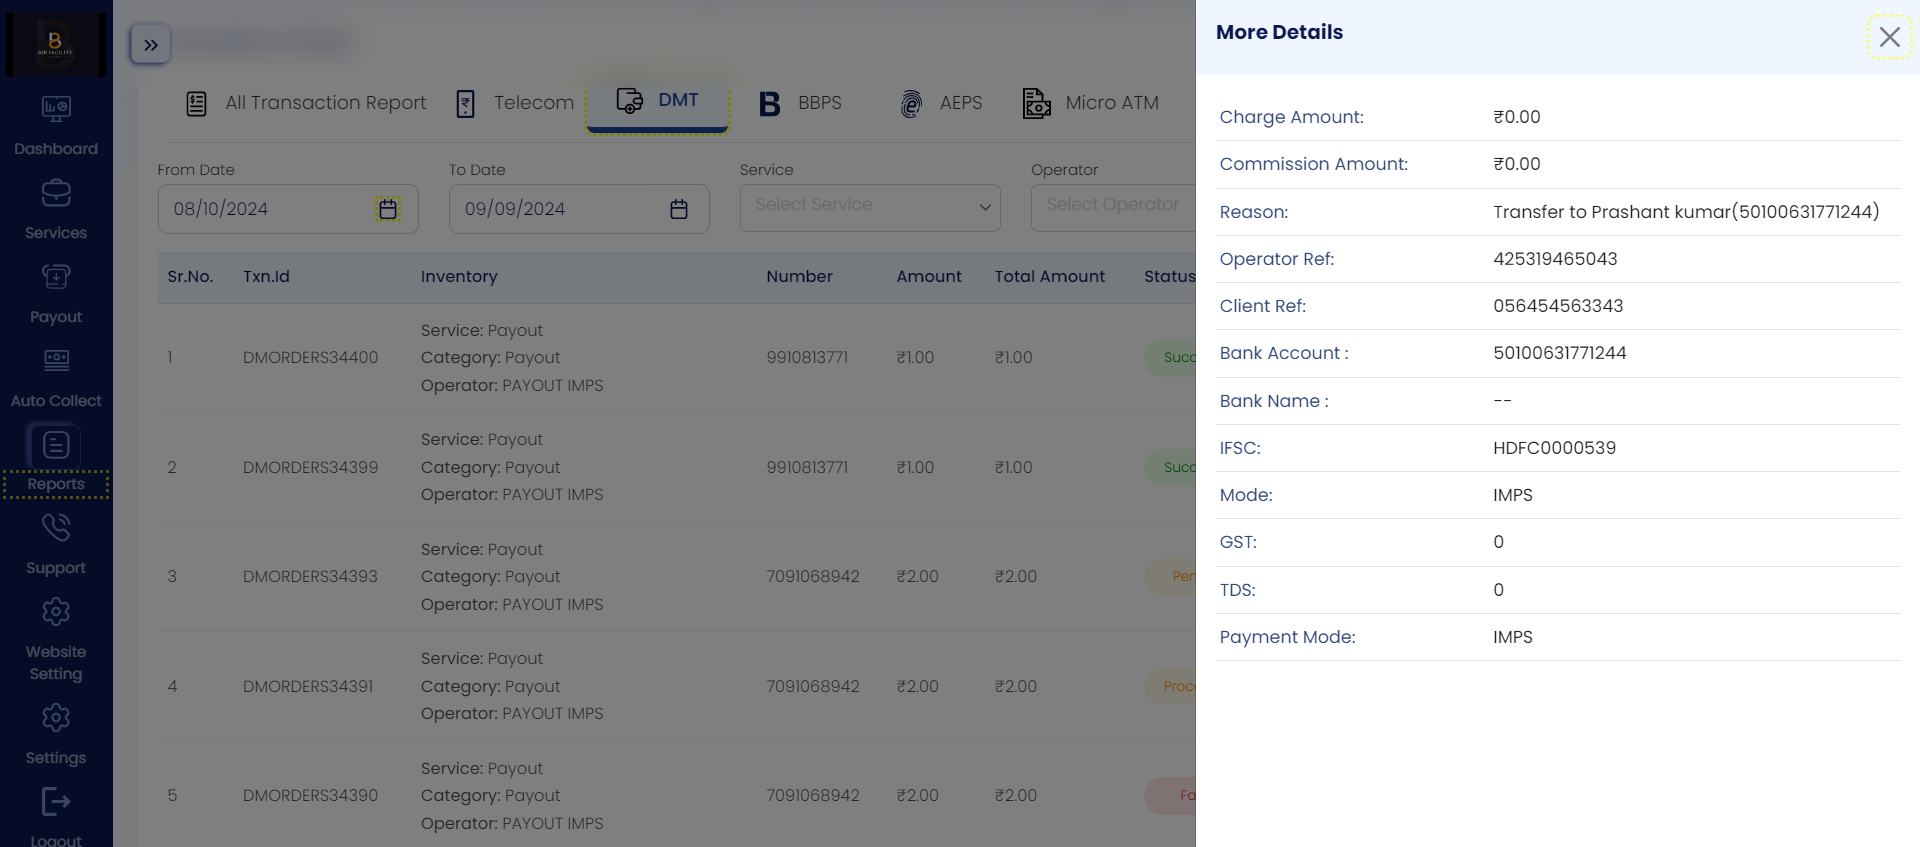 B2B FACILITY
Dashboard
Services
Payout
Auto Collect
Reports
Support
Website
Setting
Settings
Logout
All Transaction Report
Telecom
DMT
BBPS
AEPS
Micro ATM
From Date
To Date
Service
Operator
08/10/2024
09/09/2024
Select Service
Select Operator
Sr.No. Txn.Id Inventory Number Amount Total Amount Status
Service: Payout
1 DMORDERS34400 Category: Payout 9910813771 ₹1.00 ₹1.00 Succ
Operator: PAYOUT IMPS
Service: Payout
2 DMORDERS34399 Category: Payout 9910813771 ₹1.00 ₹1.00 Succ
Operator: PAYOUT IMPS
Service: Payout
3 DMORDERS34393 Category: Payout 7091068942 ₹2.00 ₹2.00 Pen
Operator: PAYOUT IMPS
Service: Payout
4 DMORDERS34391 Category: Payout 7091068942 ₹2.00 ₹2.00 Proce
Operator: PAYOUT IMPS
Service: Payout
5 DMORDERS34390 Category: Payout 7091068942 ₹2.00 ₹2.00 Fa
Operator: PAYOUT IMPS
More Details
Charge Amount: ₹0.00
Commission Amount: ₹0.00
Reason: Transfer to Prashant kumar(50100631771244)
Operator Ref: 425319465043
Client Ref: 056454563343
Bank Account : 50100631771244
Bank Name : --
IFSC: HDFC0000539
Mode: IMPS
GST: 0
TDS: 0
Payment Mode: IMPS